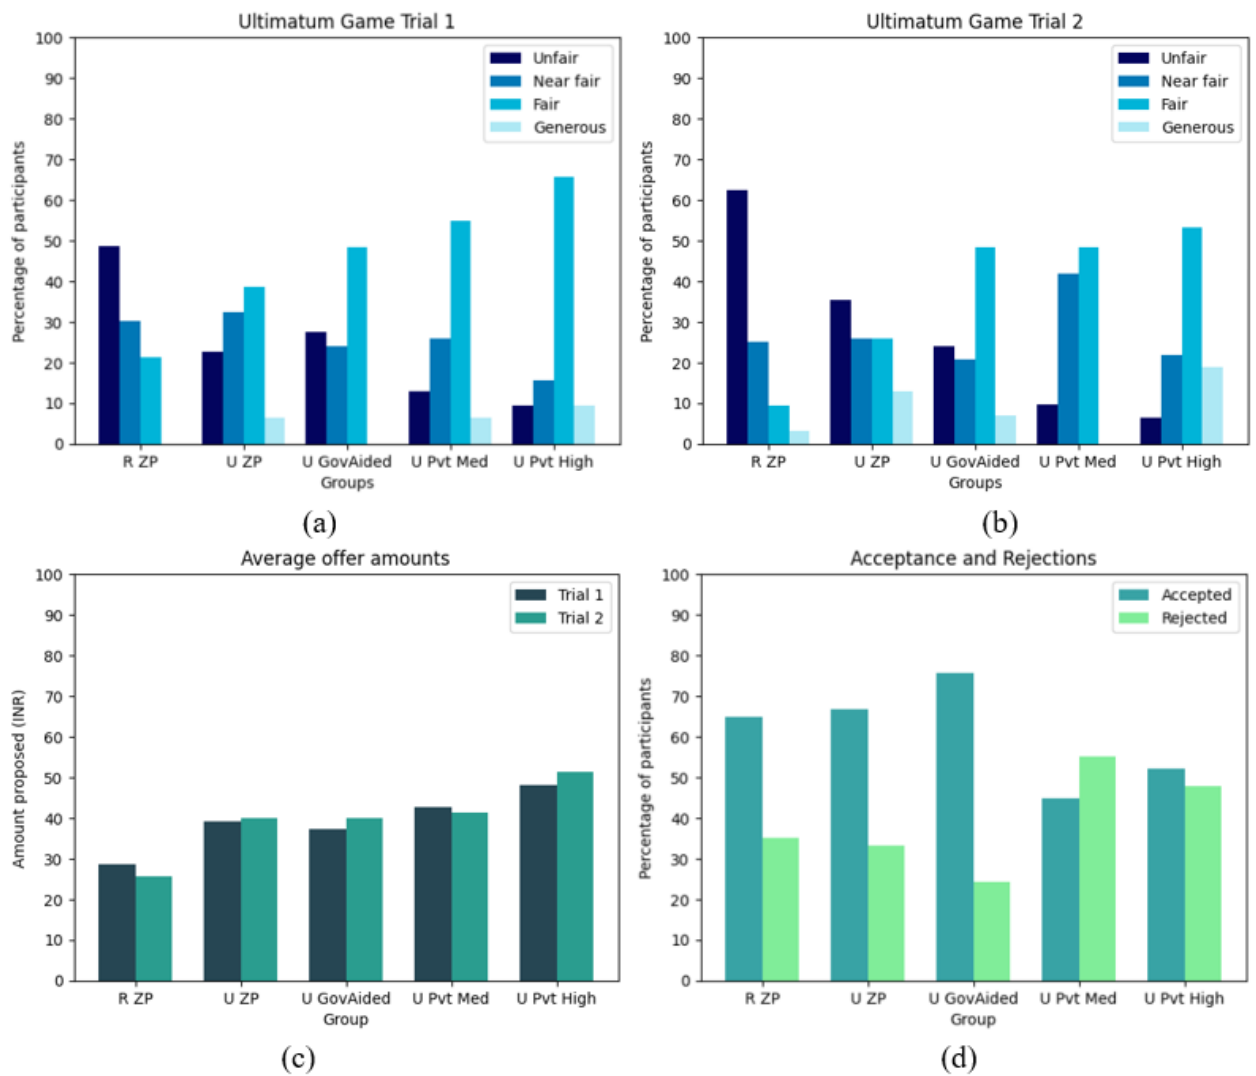 Ultimatum Game Trial 1
100
90
80
70
60
50
40
30
20
10
0
Percentage of participants
Unfair
Near fair
Fair
Generous
R ZP
U ZP
U GovAided
U Pvt Med
U Pvt High
Groups
(a)
Ultimatum Game Trial 2
100
90
80
70
60
50
40
30
20
10
0
Percentage of participants
Unfair
Near fair
Fair
Generous
R ZP
U ZP
U GovAided
U Pvt Med
U Pvt High
Groups
(b)
Average offer amounts
100
90
80
70
60
50
40
30
20
10
0
Amount proposed (INR)
Trial 1
Trial 2
R ZP
U ZP
U GovAided
U Pvt Med
U Pvt High
Group
(c)
Acceptance and Rejections
100
90
80
70
60
50
40
30
20
10
0
Percentage of participants
Accepted
Rejected
R ZP
U ZP
U GovAided
U Pvt Med
U Pvt High
Group
(d)